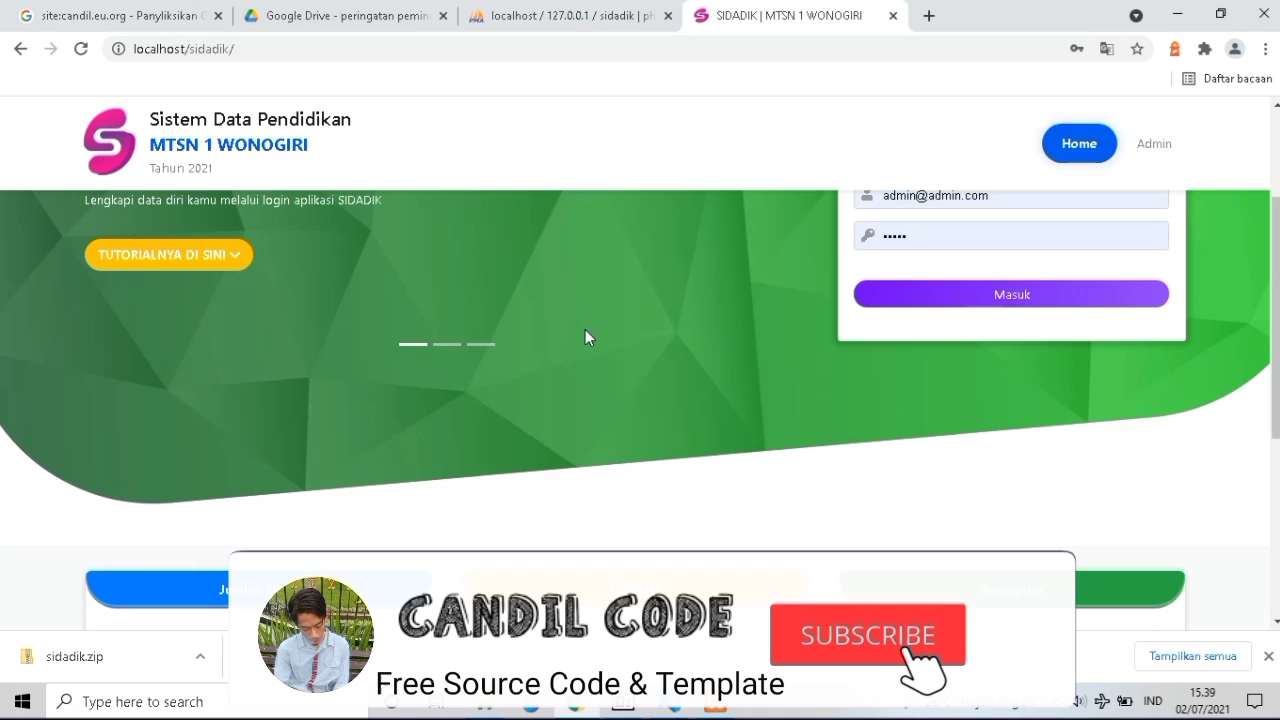 site:candil.eu.org - Panyliksikan G
Google Drive - peringatan pemin
localhost / 127.0.0.1 / sidadik | ph
SIDADIK | MTSN 1 WONOGIRI
localhost/sidadik/
Daftar bacaan
Sistem Data Pendidikan
MTSN 1 WONOGIRI
Tahun 2021
Home
Admin
Lengkapi data diri kamu melalui login aplikasi SIDADIK
TUTORIALNYA DI SINI
admin@admin.com
•••••
Masuk
CANDIL CODE
SUBSCRIBE
Free Source Code & Template
sidadik.zip
Tampilkan semua
Type here to search
IND
15.39
02/07/2021